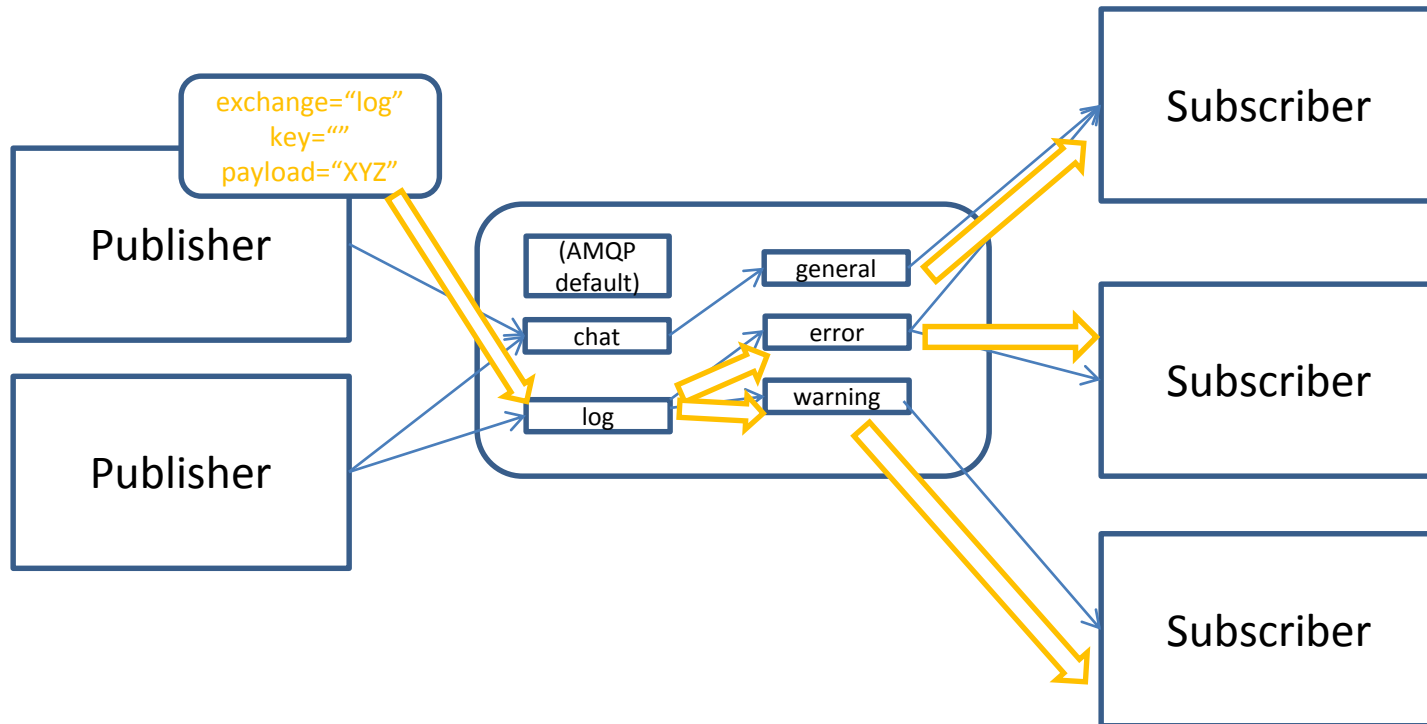 exchange=“log”
key=“”
payload=“XYZ”
Publisher
Publisher
(AMQP
default)
chat
log
general
error
warning
Subscriber
Subscriber
Subscriber